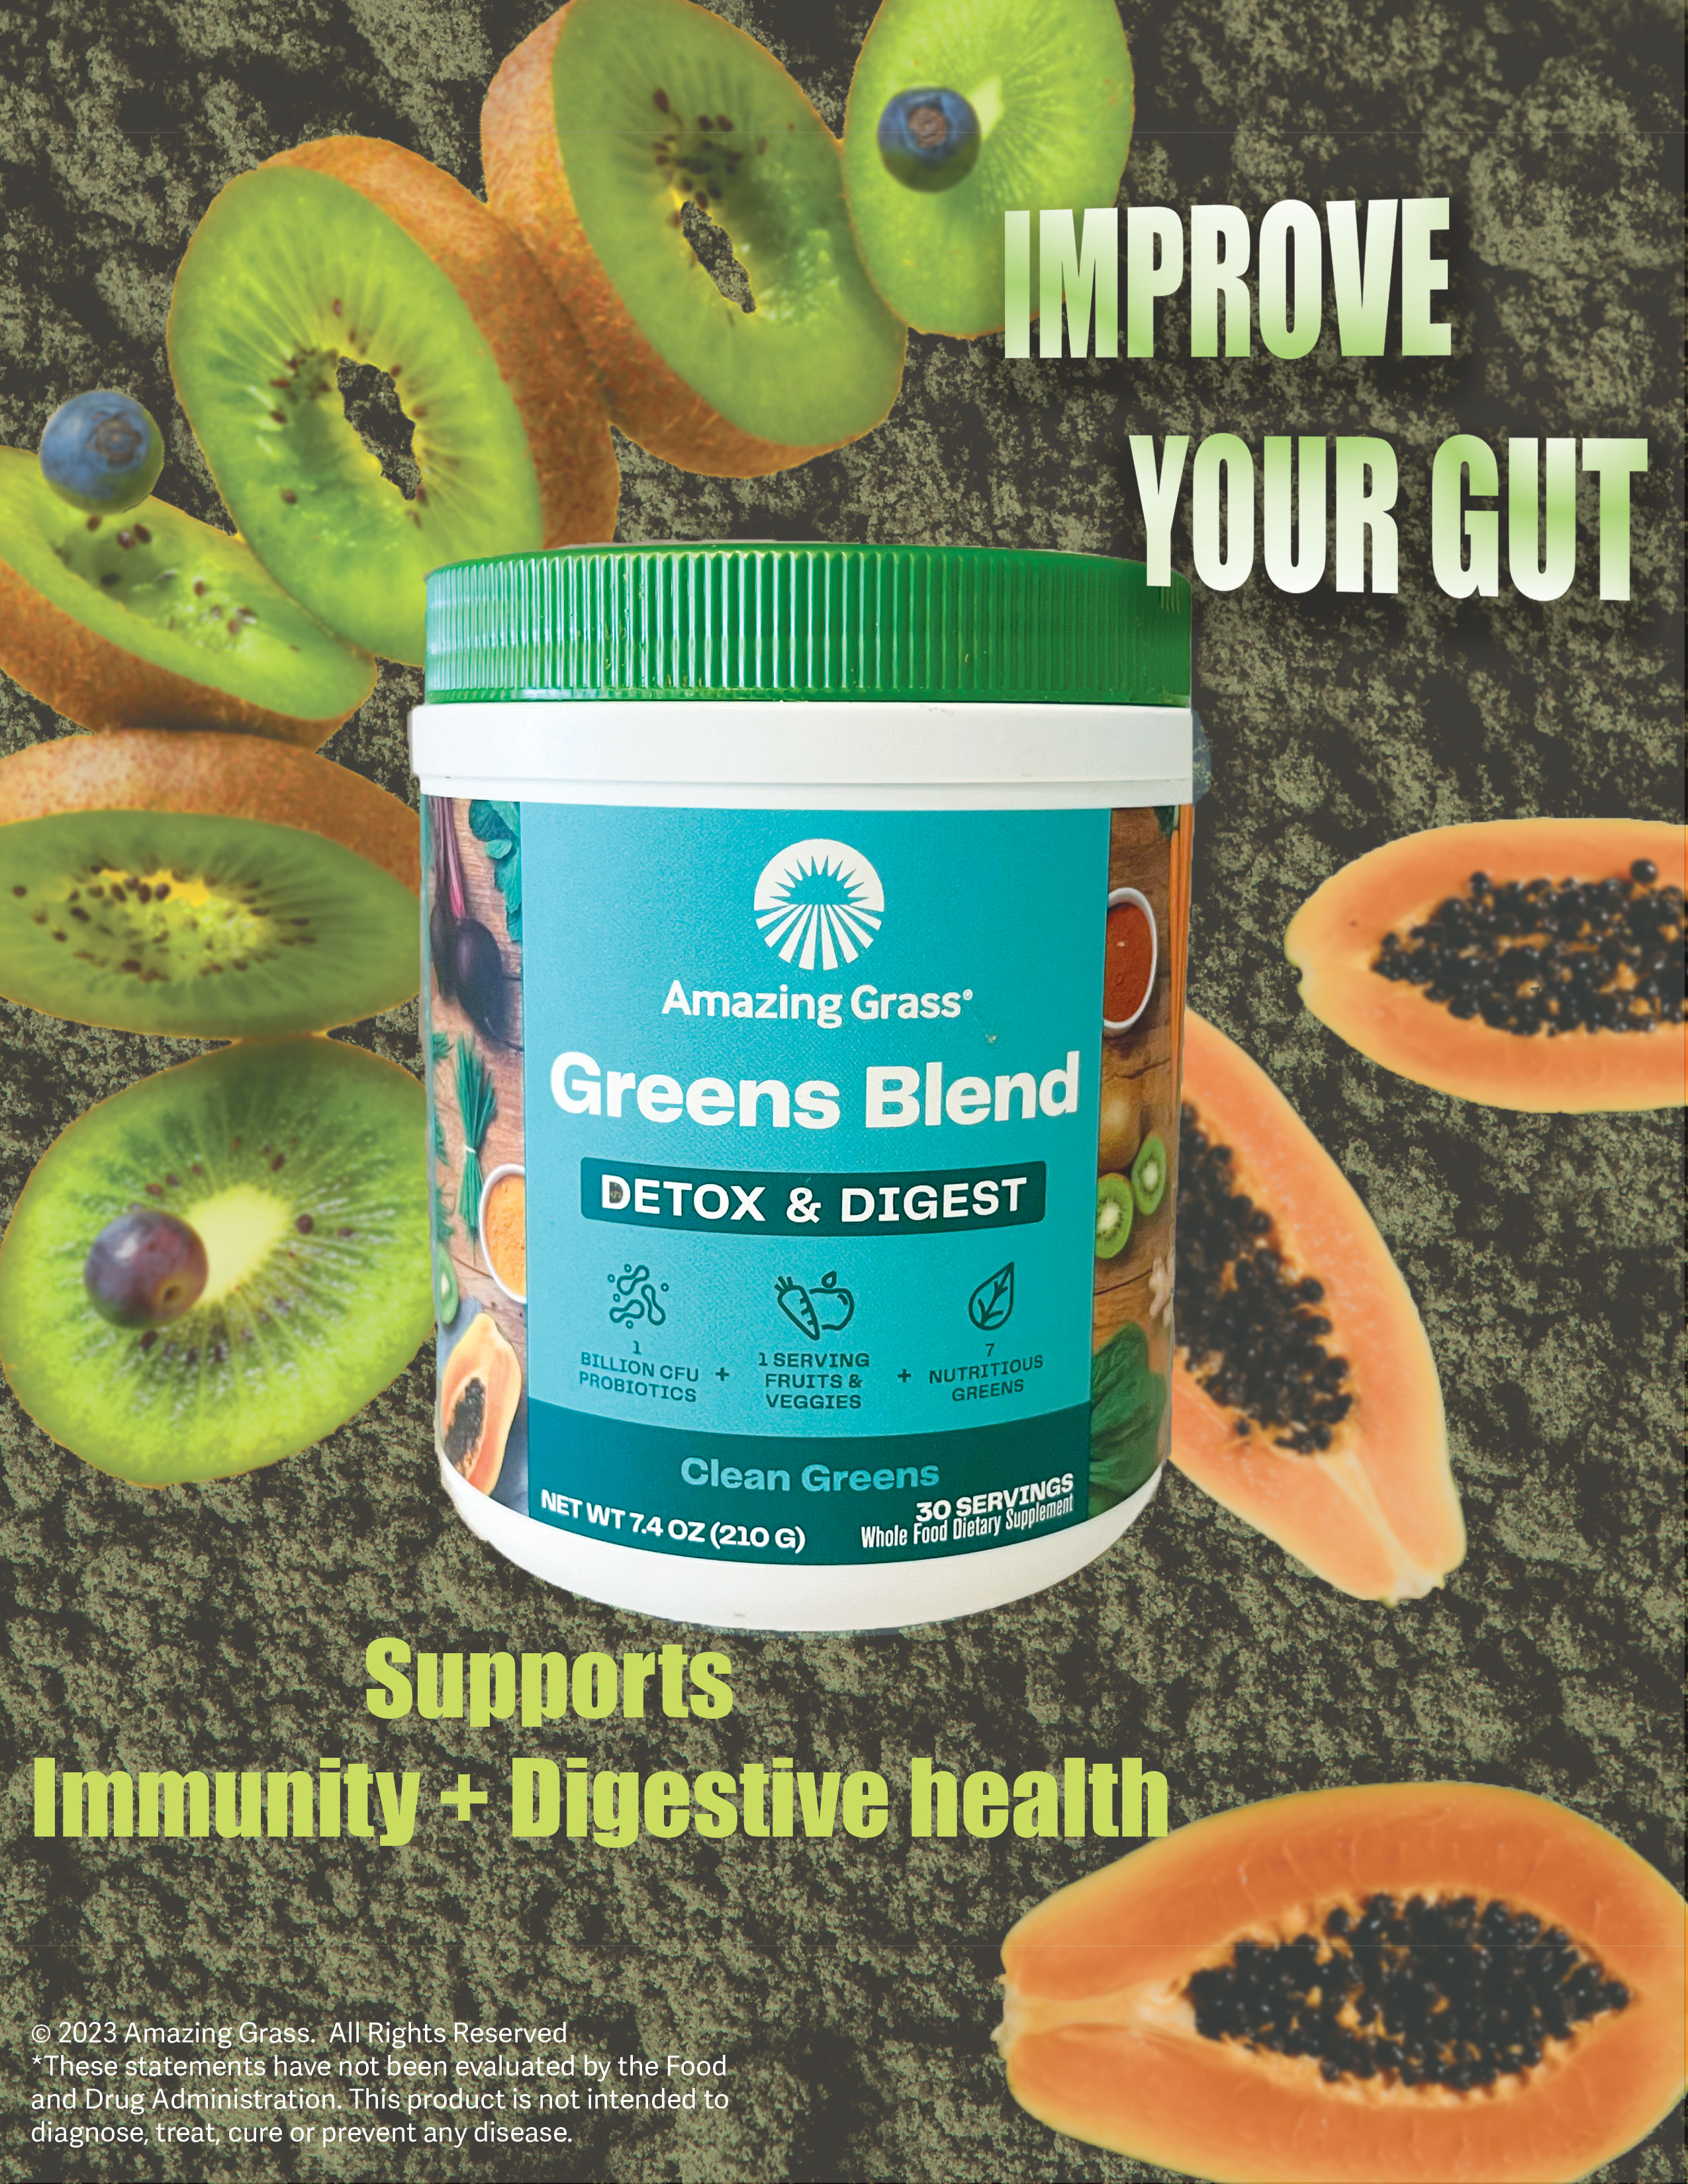 IMPROVE
YOUR GUT
Amazing Grass®
Greens Blend
DETOX & DIGEST
1
BILLION CFU
PROBIOTICS
+
1 SERVING
FRUITS &
VEGGIES
+
7
NUTRITIOUS
GREENS
Clean Greens
NET WT 7.4 OZ (210 G)
30 SERVINGS
Whole Food Dietary Supplement
Supports
Immunity + Digestive health
© 2023 Amazing Grass.  All Rights Reserved
*These statements have not been evaluated by the Food
and Drug Administration. This product is not intended to
diagnose, treat, cure or prevent any disease.